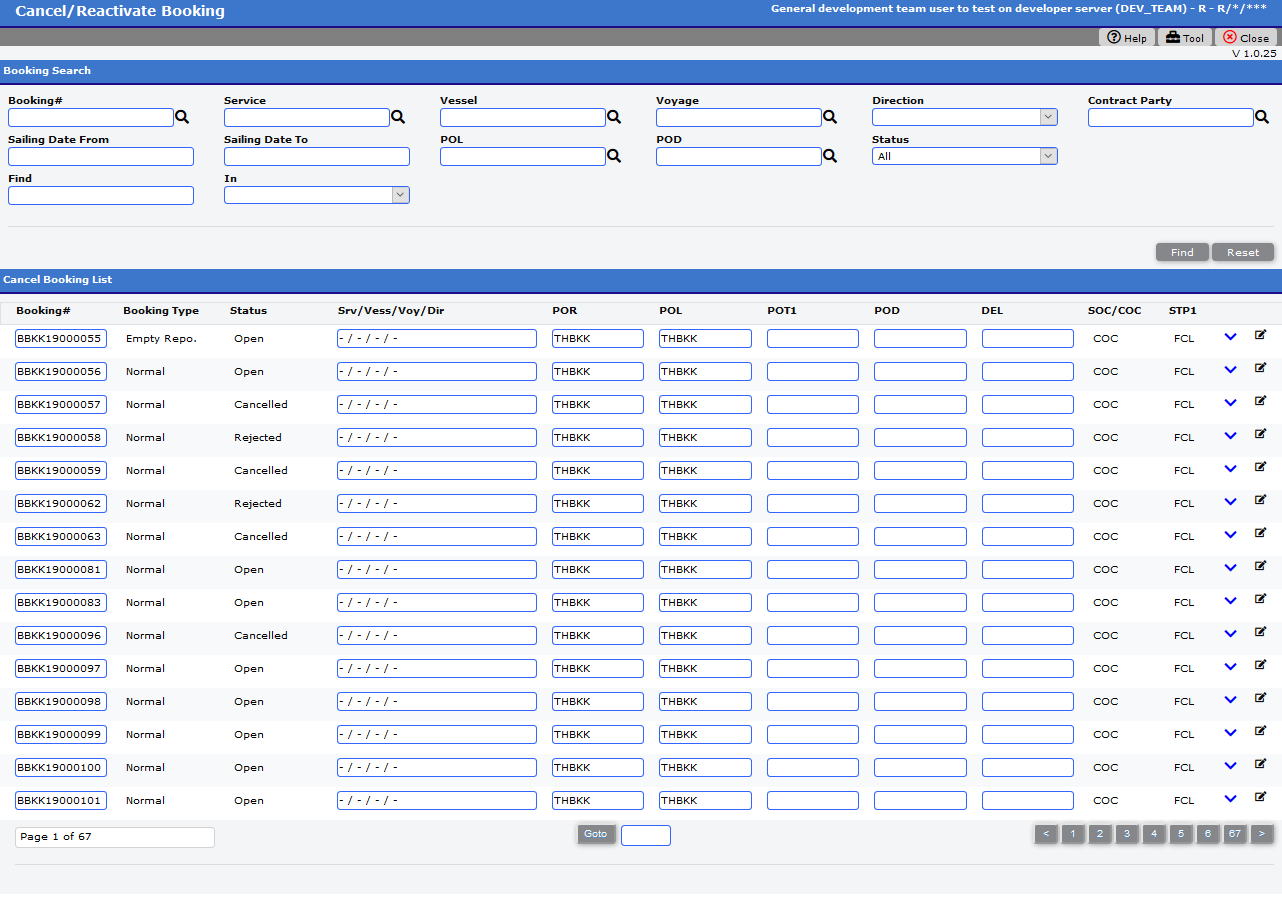 Cancel/Reactivate Booking General development team user to test on developer server (DEV_TEAM) - R - R/*/***
Help Tool Close
V 1.0.25
Booking Search
Booking# Service Vessel Voyage Direction Contract Party
Sailing Date From Sailing Date To POL POD Status
All
Find In
Find Reset
Cancel Booking List
Booking# Booking Type Status Srv/Vess/Voy/Dir POR POL POT1 POD DEL SOC/COC STP1
BBKK19000055 Empty Repo. Open - / - / - / - THBKK THBKK COC FCL
BBKK19000056 Normal Open - / - / - / - THBKK THBKK COC FCL
BBKK19000057 Normal Cancelled - / - / - / - THBKK THBKK COC FCL
BBKK19000058 Normal Rejected - / - / - / - THBKK THBKK COC FCL
BBKK19000059 Normal Cancelled - / - / - / - THBKK THBKK COC FCL
BBKK19000062 Normal Rejected - / - / - / - THBKK THBKK COC FCL
BBKK19000063 Normal Cancelled - / - / - / - THBKK THBKK COC FCL
BBKK19000081 Normal Open - / - / - / - THBKK THBKK COC FCL
BBKK19000083 Normal Open - / - / - / - THBKK THBKK COC FCL
BBKK19000096 Normal Cancelled - / - / - / - THBKK THBKK COC FCL
BBKK19000097 Normal Open - / - / - / - THBKK THBKK COC FCL
BBKK19000098 Normal Open - / - / - / - THBKK THBKK COC FCL
BBKK19000099 Normal Open - / - / - / - THBKK THBKK COC FCL
BBKK19000100 Normal Open - / - / - / - THBKK THBKK COC FCL
BBKK19000101 Normal Open - / - / - / - THBKK THBKK COC FCL
Page 1 of 67 Goto < 1 2 3 4 5 6 67 >